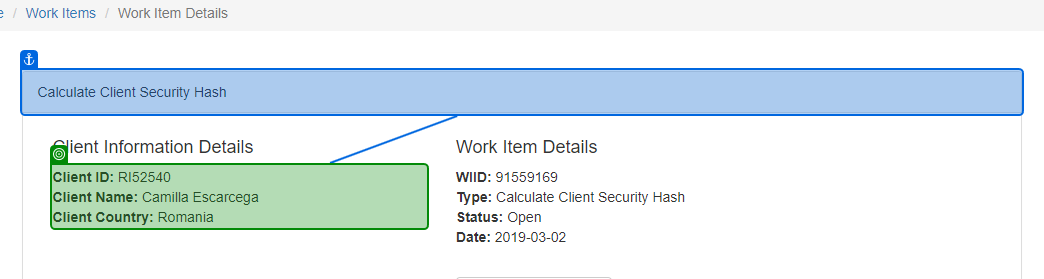 e / Work Items / Work Item Details
Calculate Client Security Hash
Client Information Details
Client ID: RI52540
Client Name: Camilla Escarcega
Client Country: Romania
Work Item Details
WIID: 91559169
Type: Calculate Client Security Hash
Status: Open
Date: 2019-03-02